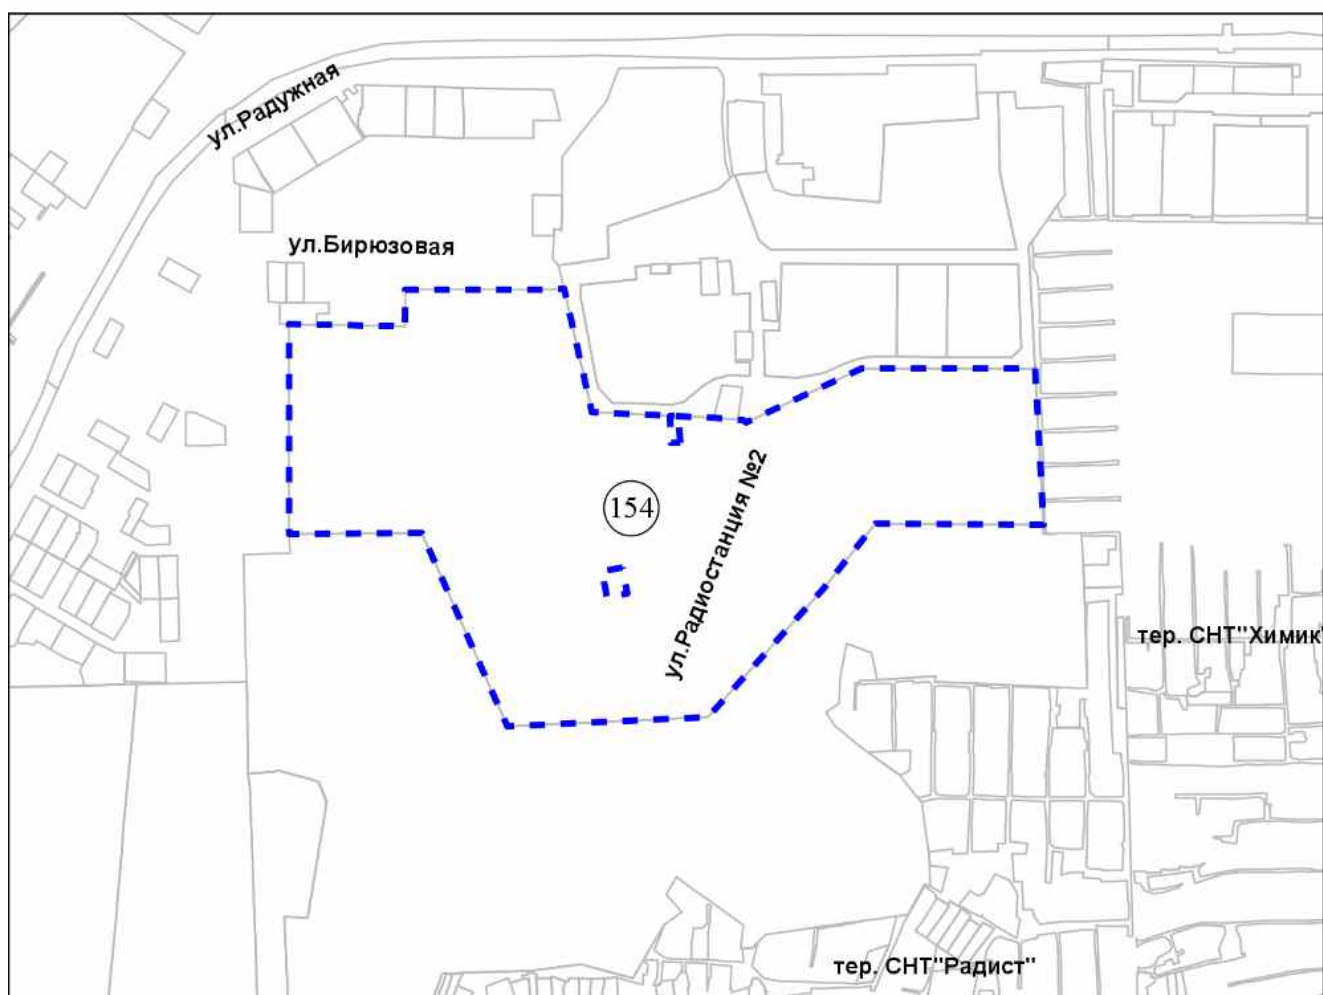 ул.Радужная
ул.Бирюзовая
154
ул.Радиостанция №2
тер. СНТ"Химик"
тер. СНТ"Радист"